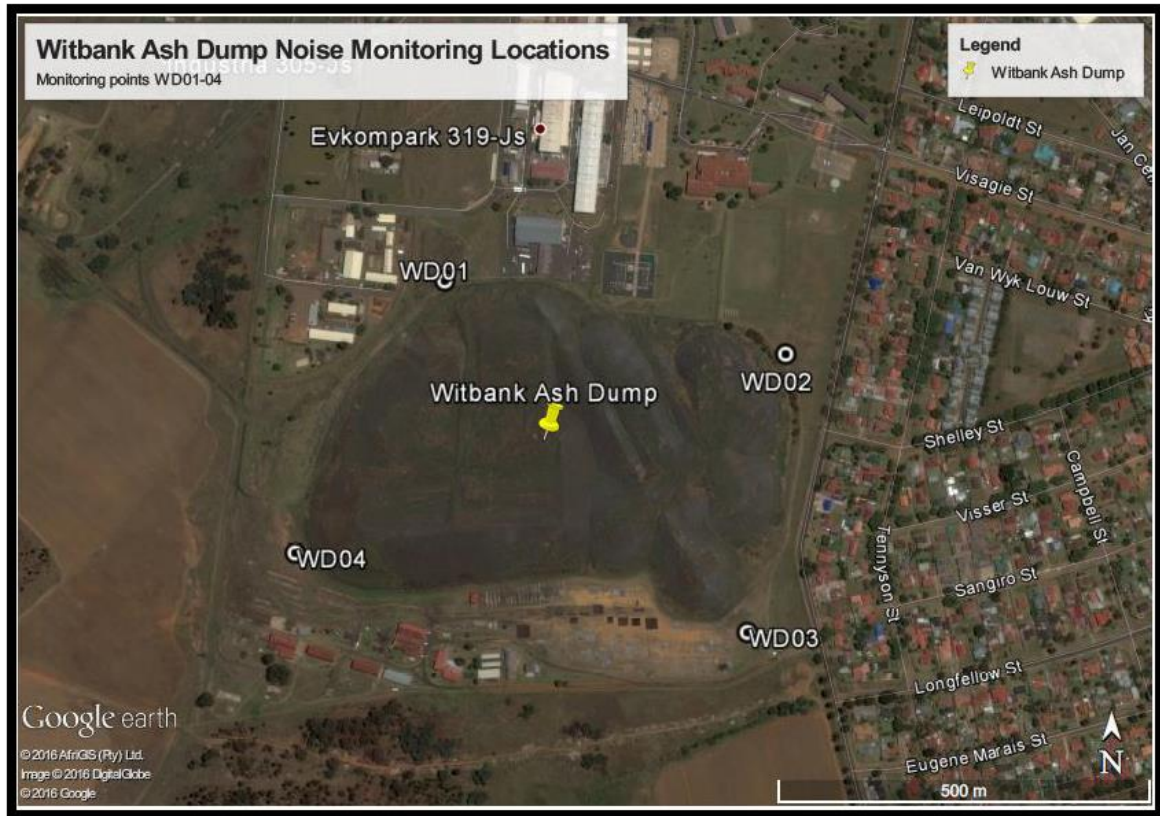 Witbank Ash Dump Noise Monitoring Locations
Industria 305-Js
Monitoring points WD01-04
Legend
Witbank Ash Dump
Leipoldt St
Evkompark 319-Js
Visagie St
Van Wyk Louw St
WD01
WD02
Witbank Ash Dump
Shelley St
Campbell St
Visser St
WD04
Tennyson St
Sangiro St
WD03
Longfellow St
Eugene Marais St
Google earth
© 2016 AfriGIS (Pty) Ltd.
Image © 2016 DigitalGlobe
© 2016 Google
N
500 m